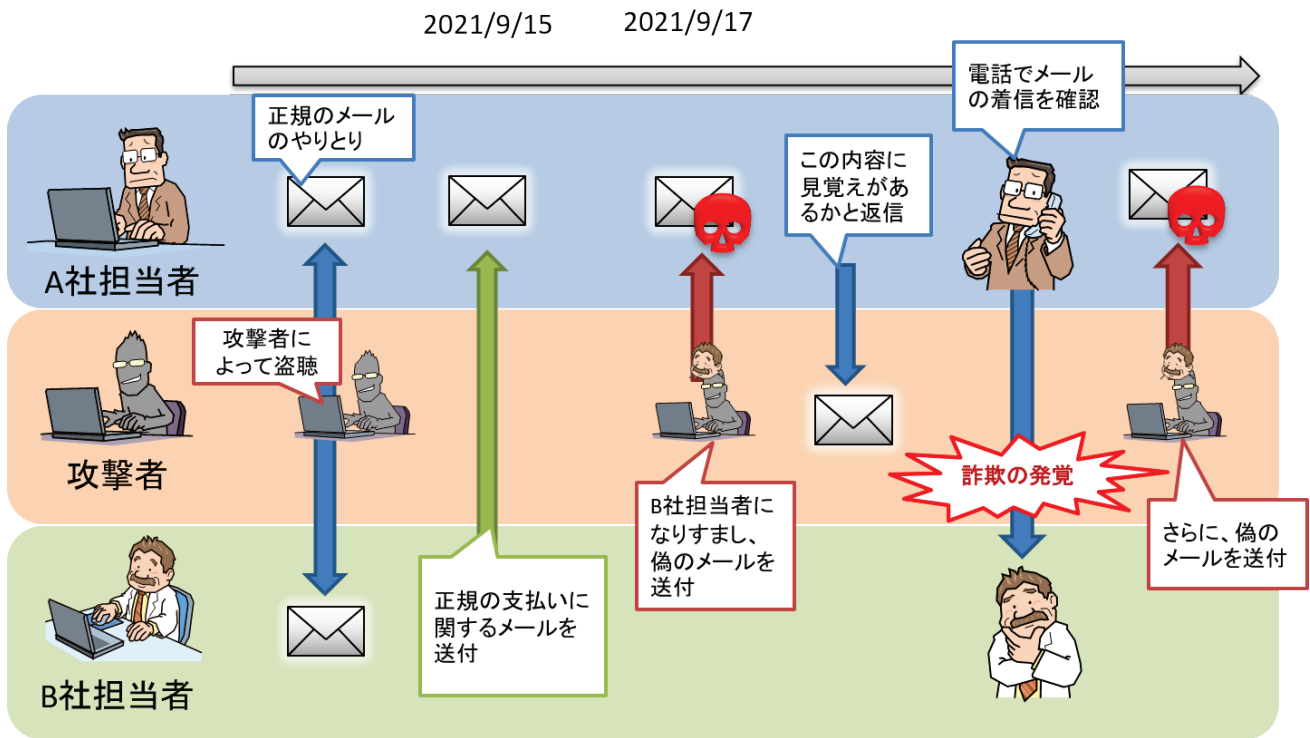 2021/9/15
2021/9/17
正規のメール
のやりとり
この内容に
見覚えがあ
るかと返信
電話でメール
の着信を確認
A社担当者
攻撃者に
よって盗聴
攻撃者
B社担当者に
なりすまし、
偽のメールを
送付
詐欺の発覚
さらに、偽の
メールを送付
正規の支払いに
関するメールを
送付
B社担当者